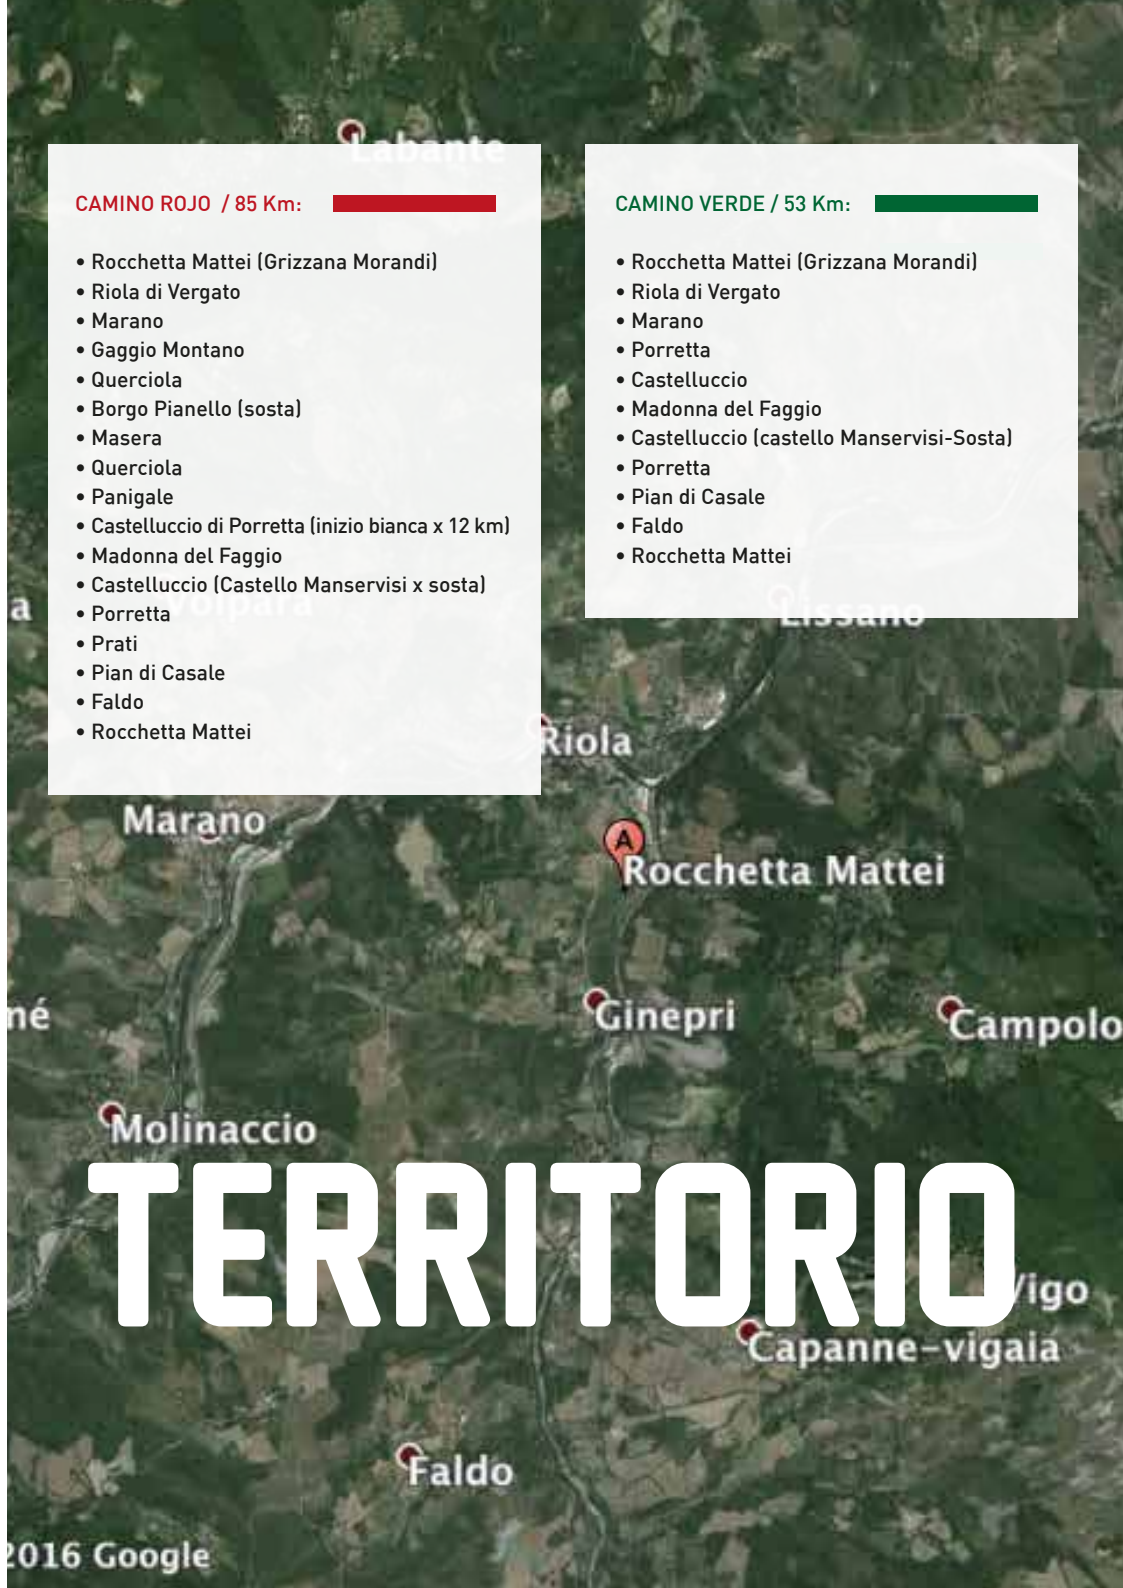 Labante
CAMINO ROJO / 85 Km:
• Rocchetta Mattei (Grizzana Morandi)
• Riola di Vergato
• Marano
• Gaggio Montano
• Querciola
• Borgo Pianello (sosta)
• Masera
• Querciola
• Panigale
• Castelluccio di Porretta (inizio bianca x 12 km)
• Madonna del Faggio
• Castelluccio (Castello Manservisi x sosta)
• Porretta
• Prati
• Pian di Casale
• Faldo
• Rocchetta Mattei
CAMINO VERDE / 53 Km:
• Rocchetta Mattei (Grizzana Morandi)
• Riola di Vergato
• Marano
• Porretta
• Castelluccio
• Madonna del Faggio
• Castelluccio (castello Manservisi-Sosta)
• Porretta
• Pian di Casale
• Faldo
• Rocchetta Mattei
a
Volpara
Lissano
Riola
Marano
A
Rocchetta Mattei
né
Ginepri
Campolo
Molinaccio
TERRITORIO
Vigo
Capanne-vigaia
Faldo
2016 Google